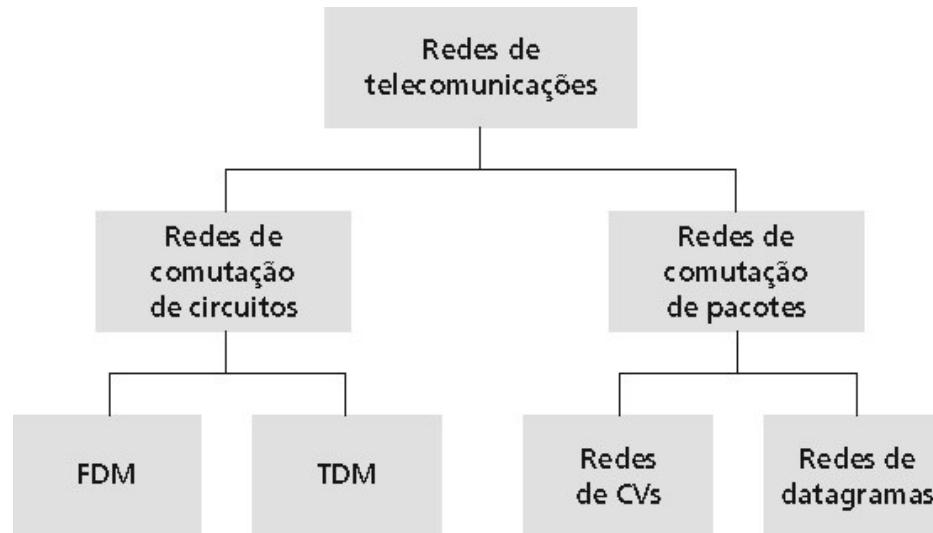 Redes de
telecomunicações
Redes de
comutação
de circuitos
Redes de
comutação
de pacotes
FDM
TDM
Redes
de CVs
Redes de
datagramas